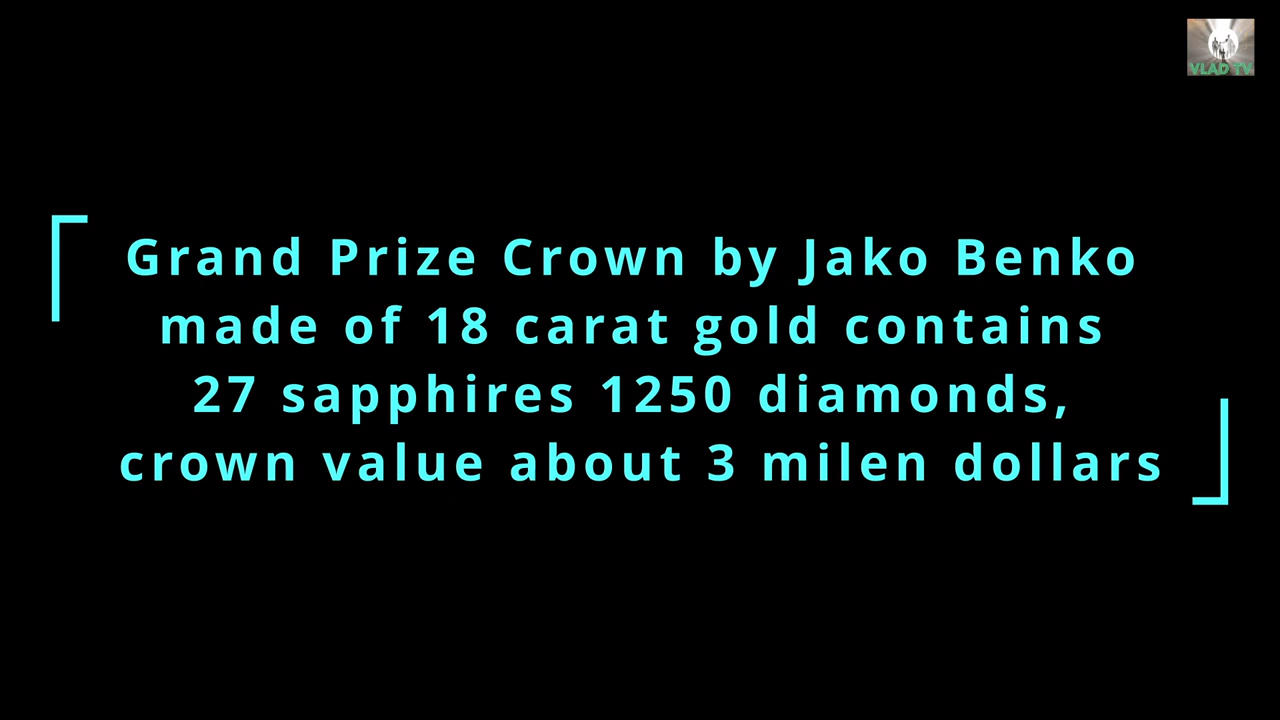 VLAD TV
Grand Prize Crown by Jako Benko
made of 18 carat gold contains
27 sapphires 1250 diamonds,
crown value about 3 milen dollars